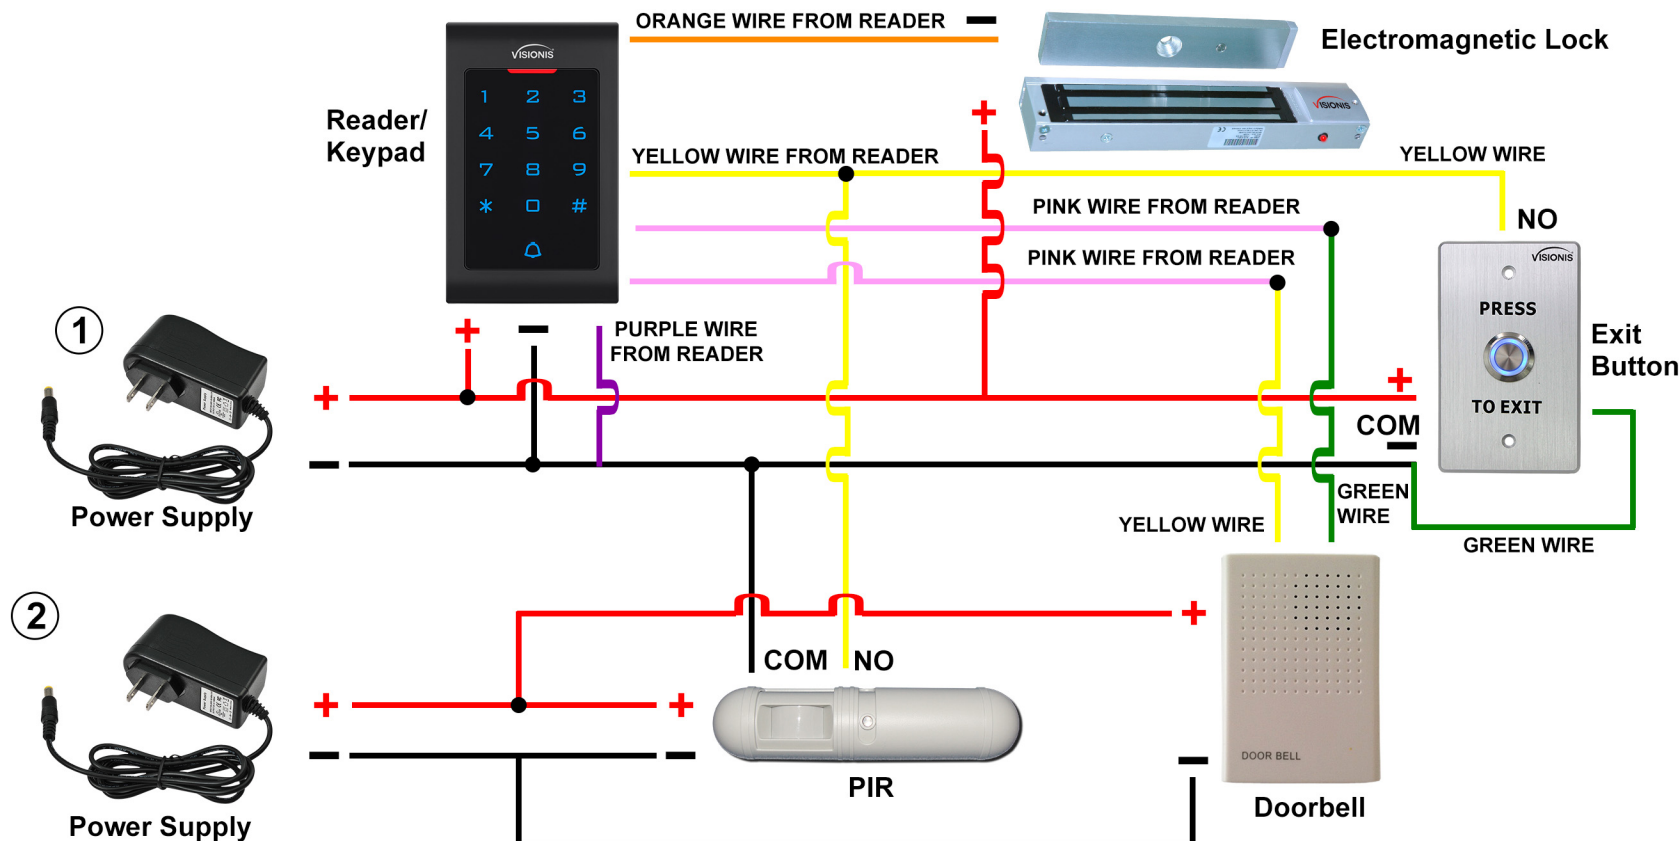 ORANGE WIRE FROM READER
−
Electromagnetic Lock
VISIONIS
Reader/
Keypad
1 2 3
4 5 6
7 8 9
* 0 #
+
VISIONIS
YELLOW WIRE FROM READER
YELLOW WIRE
PINK WIRE FROM READER
NO
PINK WIRE FROM READER
VISIONIS
PRESS
TO EXIT
Exit
Button
1
+
−
PURPLE WIRE
FROM READER
+
+
COM
−
−
Power Supply
GREEN
WIRE
YELLOW WIRE
GREEN WIRE
2
+
COM NO
+
+
−
−
−
DOOR BELL
PIR
Doorbell
Power Supply